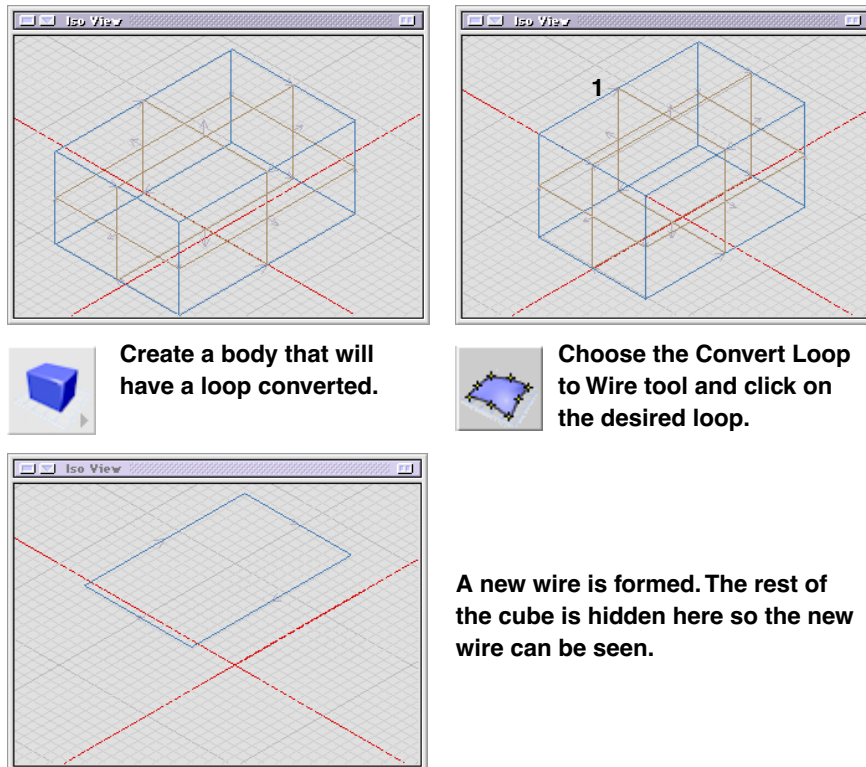 Iso View
Iso View
1
Create a body that will
have a loop converted.
Choose the Convert Loop
to Wire tool and click on
the desired loop.
Iso View
A new wire is formed. The rest of
the cube is hidden here so the new
wire can be seen.